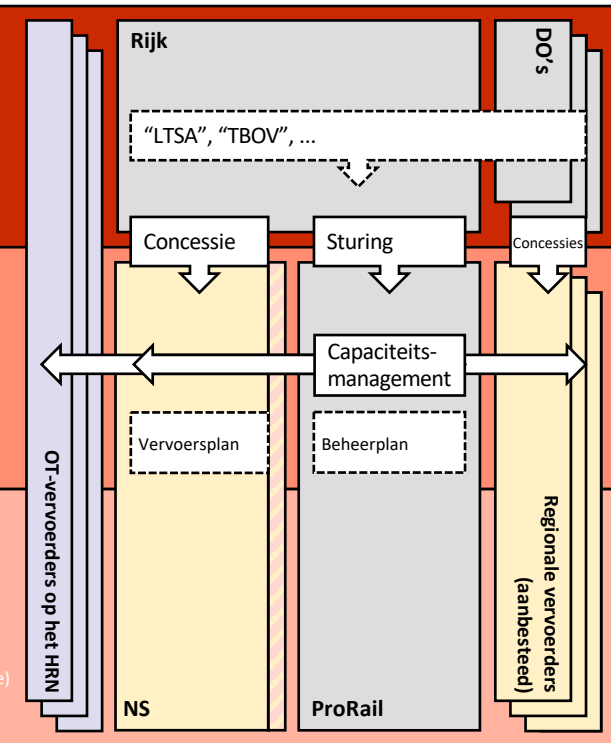 Rijk
DO's
“LTSA”, “TBOV”, ...
Concessie
Sturing
Concessies
Capaciteits-
management
Vervoersplan
Beheerplan
OT-vervoerders op het HRN
Regionale vervoerders
(aanbesteed)
e)
NS
ProRail